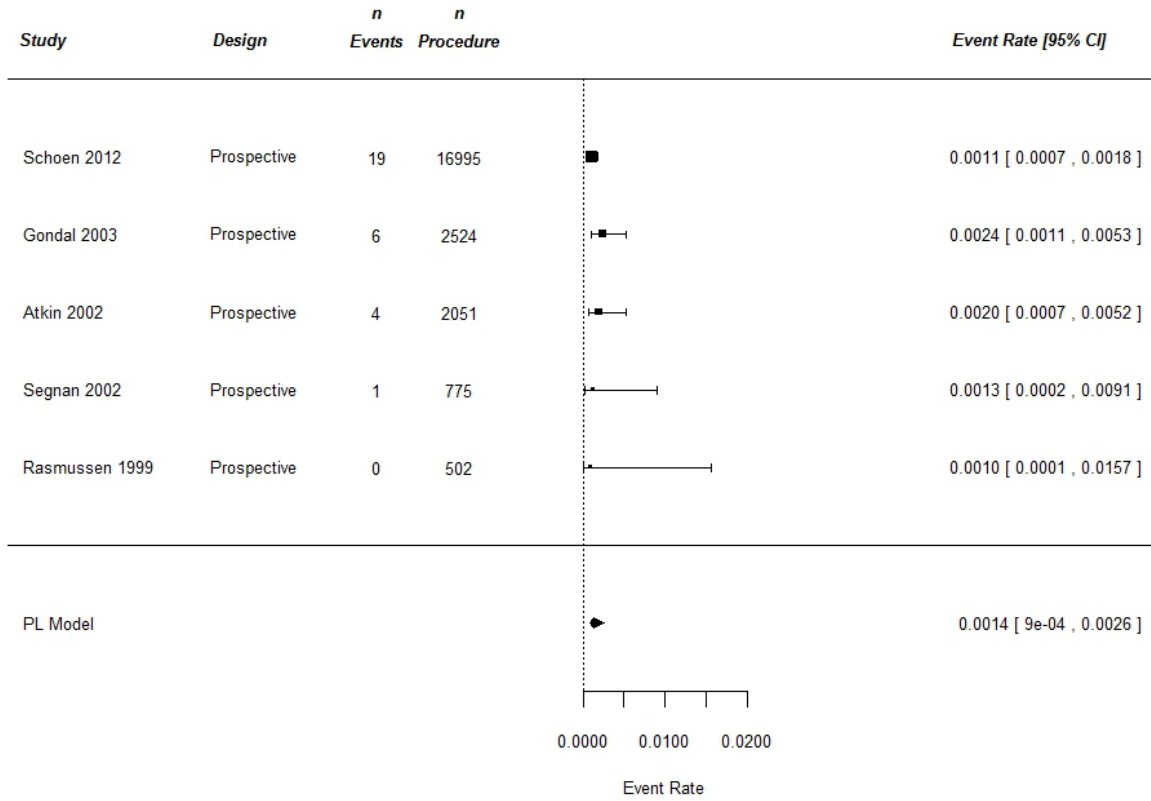 n n
Study Design Events Procedure Event Rate [95% CI]
Schoen 2012 Prospective 19 16995 0.0011 [ 0.0007 , 0.0018 ]
Gondal 2003 Prospective 6 2524 0.0024 [ 0.0011 , 0.0053 ]
Atkin 2002 Prospective 4 2051 0.0020 [ 0.0007 , 0.0052 ]
Segnan 2002 Prospective 1 775 0.0013 [ 0.0002 , 0.0091 ]
Rasmussen 1999 Prospective 0 502 0.0010 [ 0.0001 , 0.0157 ]
PL Model 0.0014 [ 9e-04 , 0.0026 ]
0.0000 0.0100 0.0200
Event Rate